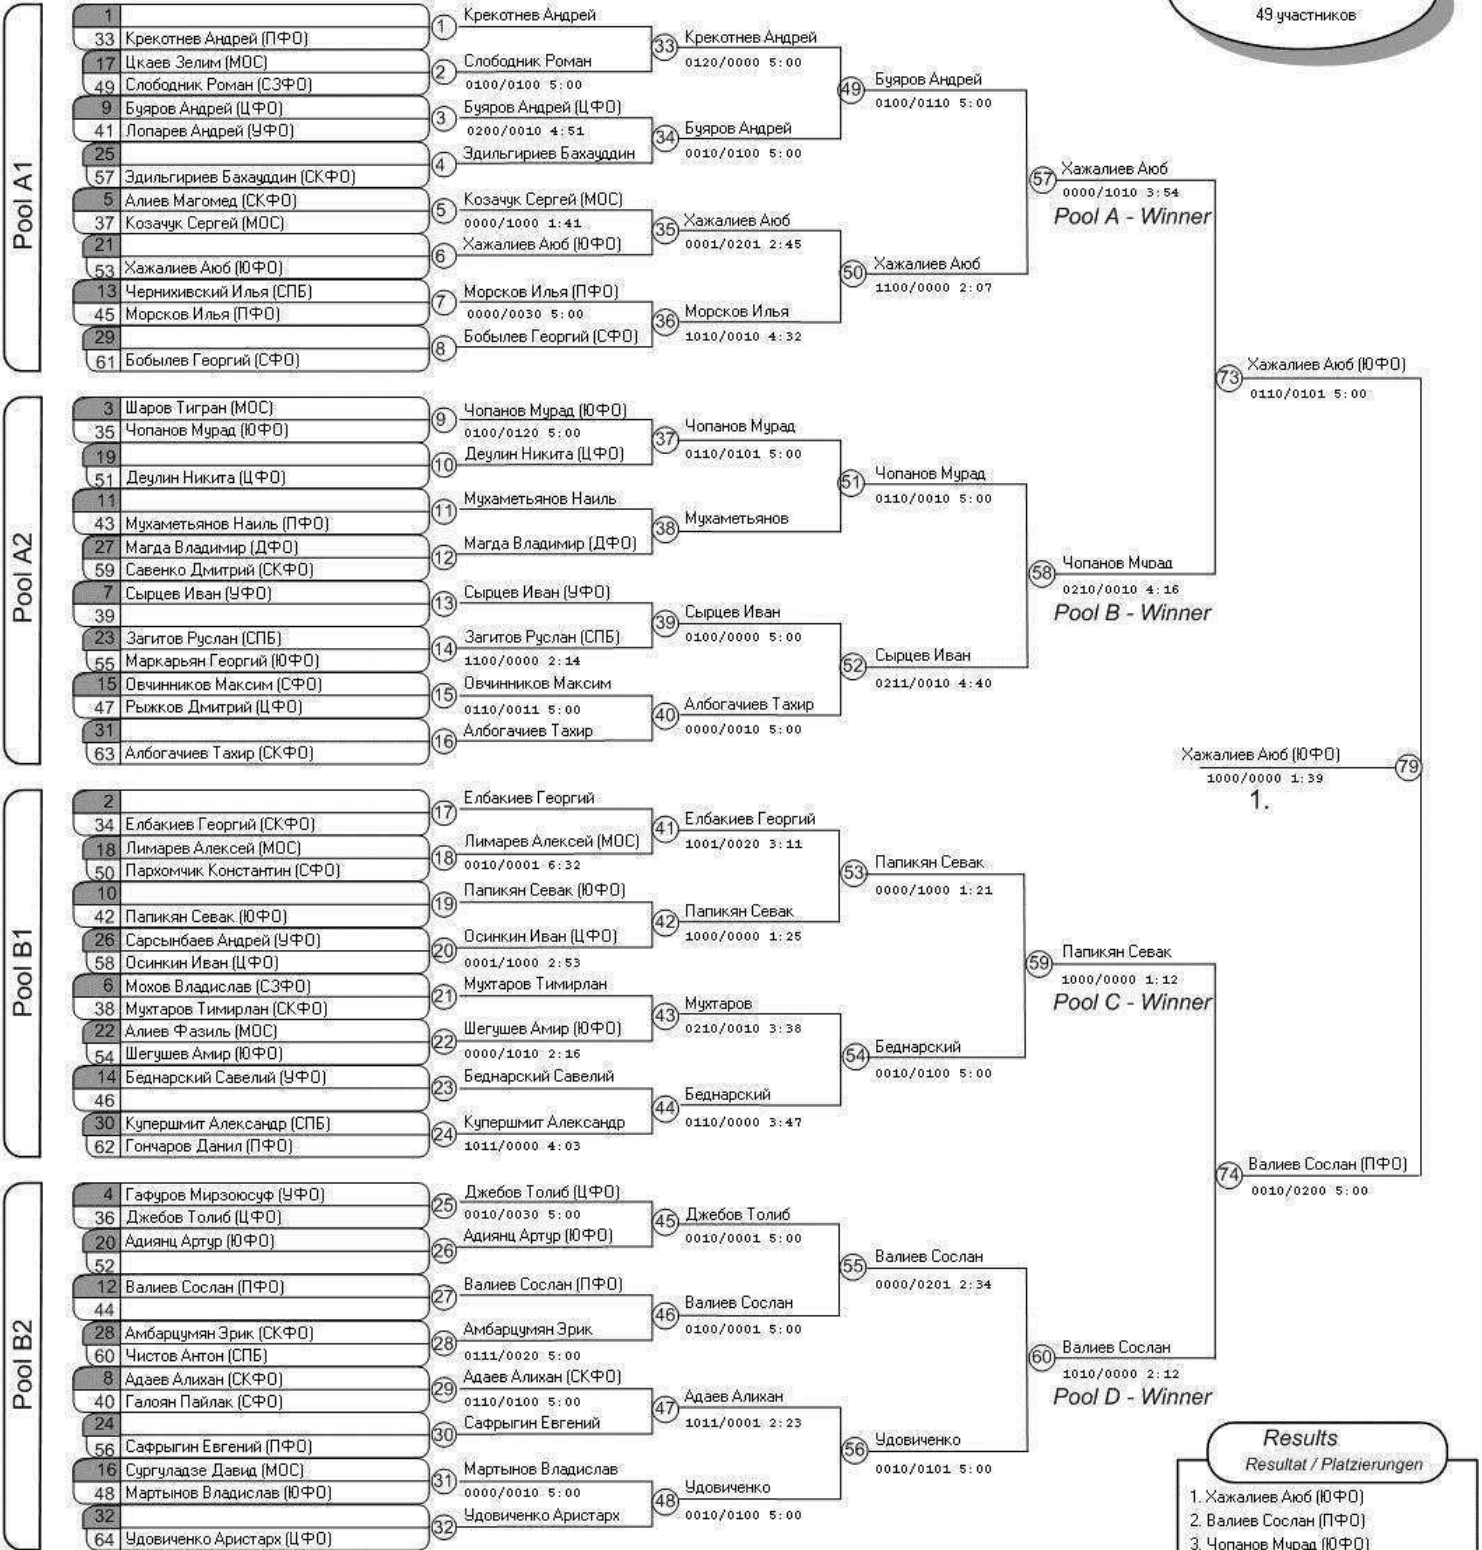 49 участников
Pool A1
1
33 Крекотнев Андрей (ПФО)
17 Цкаев Зелим (МОС)
49 Слободник Роман (СЗФО)
9 Буяров Андрей (ЦФО)
41 Лопарев Андрей (УФО)
25
57 Эдильгириев Бахауддин (СКФО)
5 Алиев Магомед (СКФО)
37 Козачук Сергей (МОС)
21
53 Хажалиев Аюб (ЮФО)
13 Чернихивский Илья (СПБ)
45 Морсков Илья (ПФО)
29
61 Бобылев Георгий (СФО)
1 Крекотнев Андрей
2 Слободник Роман
0100/0100 5:00
3 Буяров Андрей (ЦФО)
0200/0010 4:51
4 Эдильгириев Бахауддин
5 Козачук Сергей (МОС)
0000/1000 1:41
6 Хажалиев Аюб (ЮФО)
7 Морсков Илья (ПФО)
0000/0030 5:00
8 Бобылев Георгий (СФО)
33 Крекотнев Андрей
0120/0000 5:00
34 Буяров Андрей
0010/0100 5:00
35 Хажалиев Аюб
0001/0201 2:45
36 Морсков Илья
1010/0010 4:32
49 Буяров Андрей
0100/0110 5:00
50 Хажалиев Аюб
1100/0000 2:07
57 Хажалиев Аюб
0000/1010 3:54
Pool A - Winner
Pool A2
3 Шаров Тигран (МОС)
35 Чопанов Мурад (ЮФО)
19
51 Деулин Никита (ЦФО)
11
43 Мухаметьянов Наиль (ПФО)
27 Магда Владимир (ДФО)
59 Савенко Дмитрий (СКФО)
7 Сырцев Иван (УФО)
39
23 Загитов Руслан (СПБ)
55 Маркарьян Георгий (ЮФО)
15 Овчинников Максим (СФО)
47 Рыжков Дмитрий (ЦФО)
31
63 Албогачиев Тахир (СКФО)
9 Чопанов Мурад (ЮФО)
0100/0120 5:00
10 Деулин Никита (ЦФО)
11 Мухаметьянов Наиль
12 Магда Владимир (ДФО)
13 Сырцев Иван (УФО)
14 Загитов Руслан (СПБ)
1100/0000 2:14
15 Овчинников Максим
0110/0011 5:00
16 Албогачиев Тахир
37 Чопанов Мурад
0110/0101 5:00
38 Мухаметьянов
39 Сырцев Иван
0100/0000 5:00
40 Албогачиев Тахир
0000/0010 5:00
51 Чопанов Мурад
0110/0010 5:00
52 Сырцев Иван
0211/0010 4:40
58 Чопанов Мурад
0210/0010 4:16
Pool B - Winner
73 Хажалиев Аюб (ЮФО)
0110/0101 5:00
Хажалиев Аюб (ЮФО) 79
1000/0000 1:39
1.
Pool B1
2
34 Елбакиев Георгий (СКФО)
18 Лимарев Алексей (МОС)
50 Пархомчик Константин (СФО)
10
42 Папикян Севак (ЮФО)
26 Сарсынбаев Андрей (УФО)
58 Осинкин Иван (ЦФО)
6 Мохов Владислав (СЗФО)
38 Мухтаров Тимирлан (СКФО)
22 Алиев Фазиль (МОС)
54 Шегушев Амир (ЮФО)
14 Беднарский Савелий (УФО)
46
30 Купершмит Александр (СПБ)
62 Гончаров Данил (ПФО)
17 Елбакиев Георгий
18 Лимарев Алексей (МОС)
0010/0001 6:32
19 Папикян Севак (ЮФО)
20 Осинкин Иван (ЦФО)
0001/1000 2:53
21 Мухтаров Тимирлан
22 Шегушев Амир (ЮФО)
0000/1010 2:16
23 Беднарский Савелий
24 Купершмит Александр
1011/0000 4:03
41 Елбакиев Георгий
1001/0020 3:11
42 Папикян Севак
1000/0000 1:25
43 Мухтаров
0210/0010 3:38
44 Беднарский
0110/0000 3:47
53 Папикян Севак
0000/1000 1:21
54 Беднарский
0010/0100 5:00
59 Папикян Севак
1000/0000 1:12
Pool C - Winner
Pool B2
4 Гафуров Мирзоюсуф (УФО)
36 Джебов Толиб (ЦФО)
20 Адиянц Артур (ЮФО)
52
12 Валиев Сослан (ПФО)
44
28 Амбарцумян Эрик (СКФО)
60 Чистов Антон (СПБ)
8 Адаев Алихан (СКФО)
40 Галоян Пайлак (СФО)
24
56 Сафрыгин Евгений (ПФО)
16 Сургуладзе Давид (МОС)
48 Мартынов Владислав (ЮФО)
32
64 Удовиченко Аристарх (ЦФО)
25 Джебов Толиб (ЦФО)
0010/0030 5:00
26 Адиянц Артур (ЮФО)
27 Валиев Сослан (ПФО)
28 Амбарцумян Эрик
0111/0020 5:00
29 Адаев Алихан (СКФО)
0110/0100 5:00
30 Сафрыгин Евгений
31 Мартынов Владислав
0000/0010 5:00
32 Удовиченко Аристарх
45 Джебов Толиб
0010/0001 5:00
46 Валиев Сослан
0100/0001 5:00
47 Адаев Алихан
1011/0001 2:23
48 Удовиченко
0010/0100 5:00
55 Валиев Сослан
0000/0201 2:34
56 Удовиченко
0010/0101 5:00
60 Валиев Сослан
1010/0000 2:12
Pool D - Winner
74 Валиев Сослан (ПФО)
0010/0200 5:00
Results
Resultat / Platzierungen
1. Хажалиев Аюб (ЮФО)
2. Валиев Сослан (ПФО)
3. Чопанов Мурад (ЮФО)